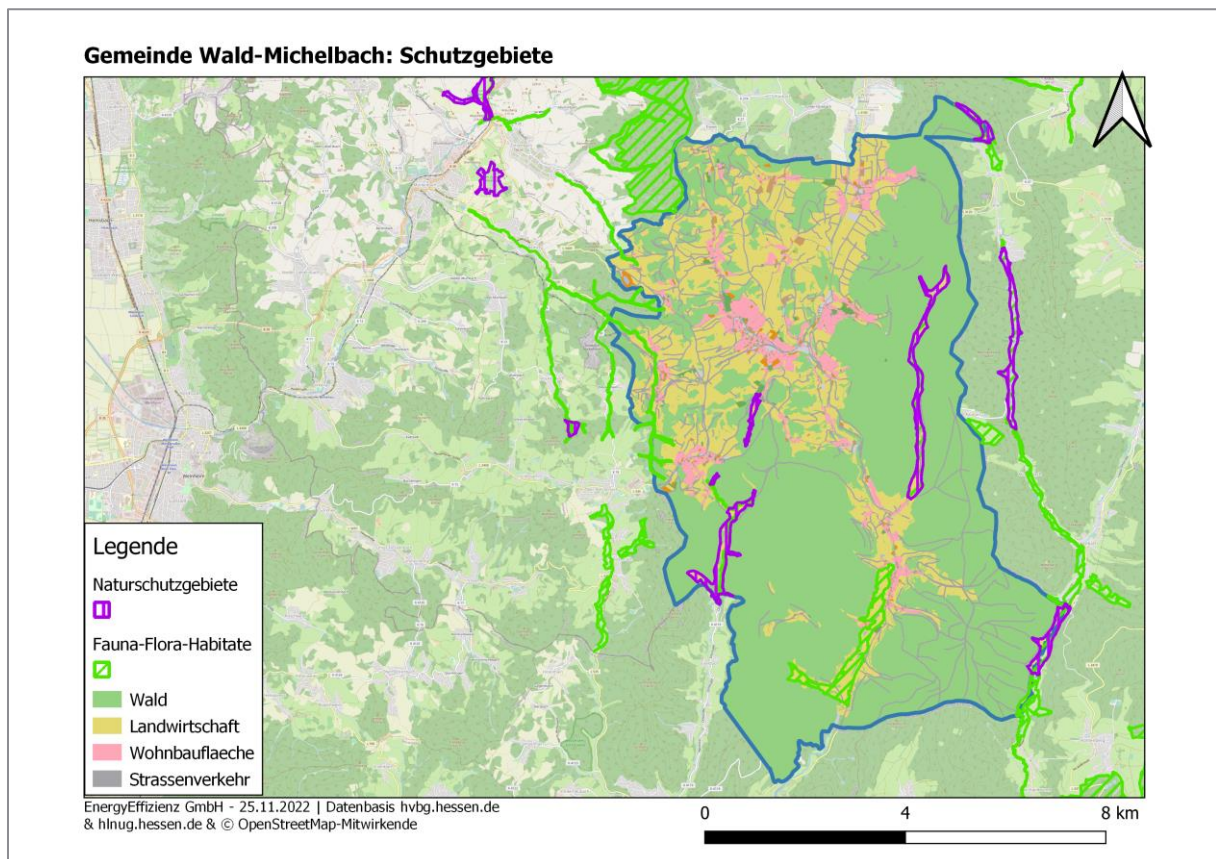 Gemeinde Wald-Michelbach: Schutzgebiete
Legende
Naturschutzgebiete
Fauna-Flora-Habitate
Wald
Landwirtschaft
Wohnbauflaeche
Strassenverkehr
EnergyEffizienz GmbH - 25.11.2022 | Datenbasis hvbg.hessen.de
& hlnug.hessen.de & © OpenStreetMap-Mitwirkende
0 4 8 km